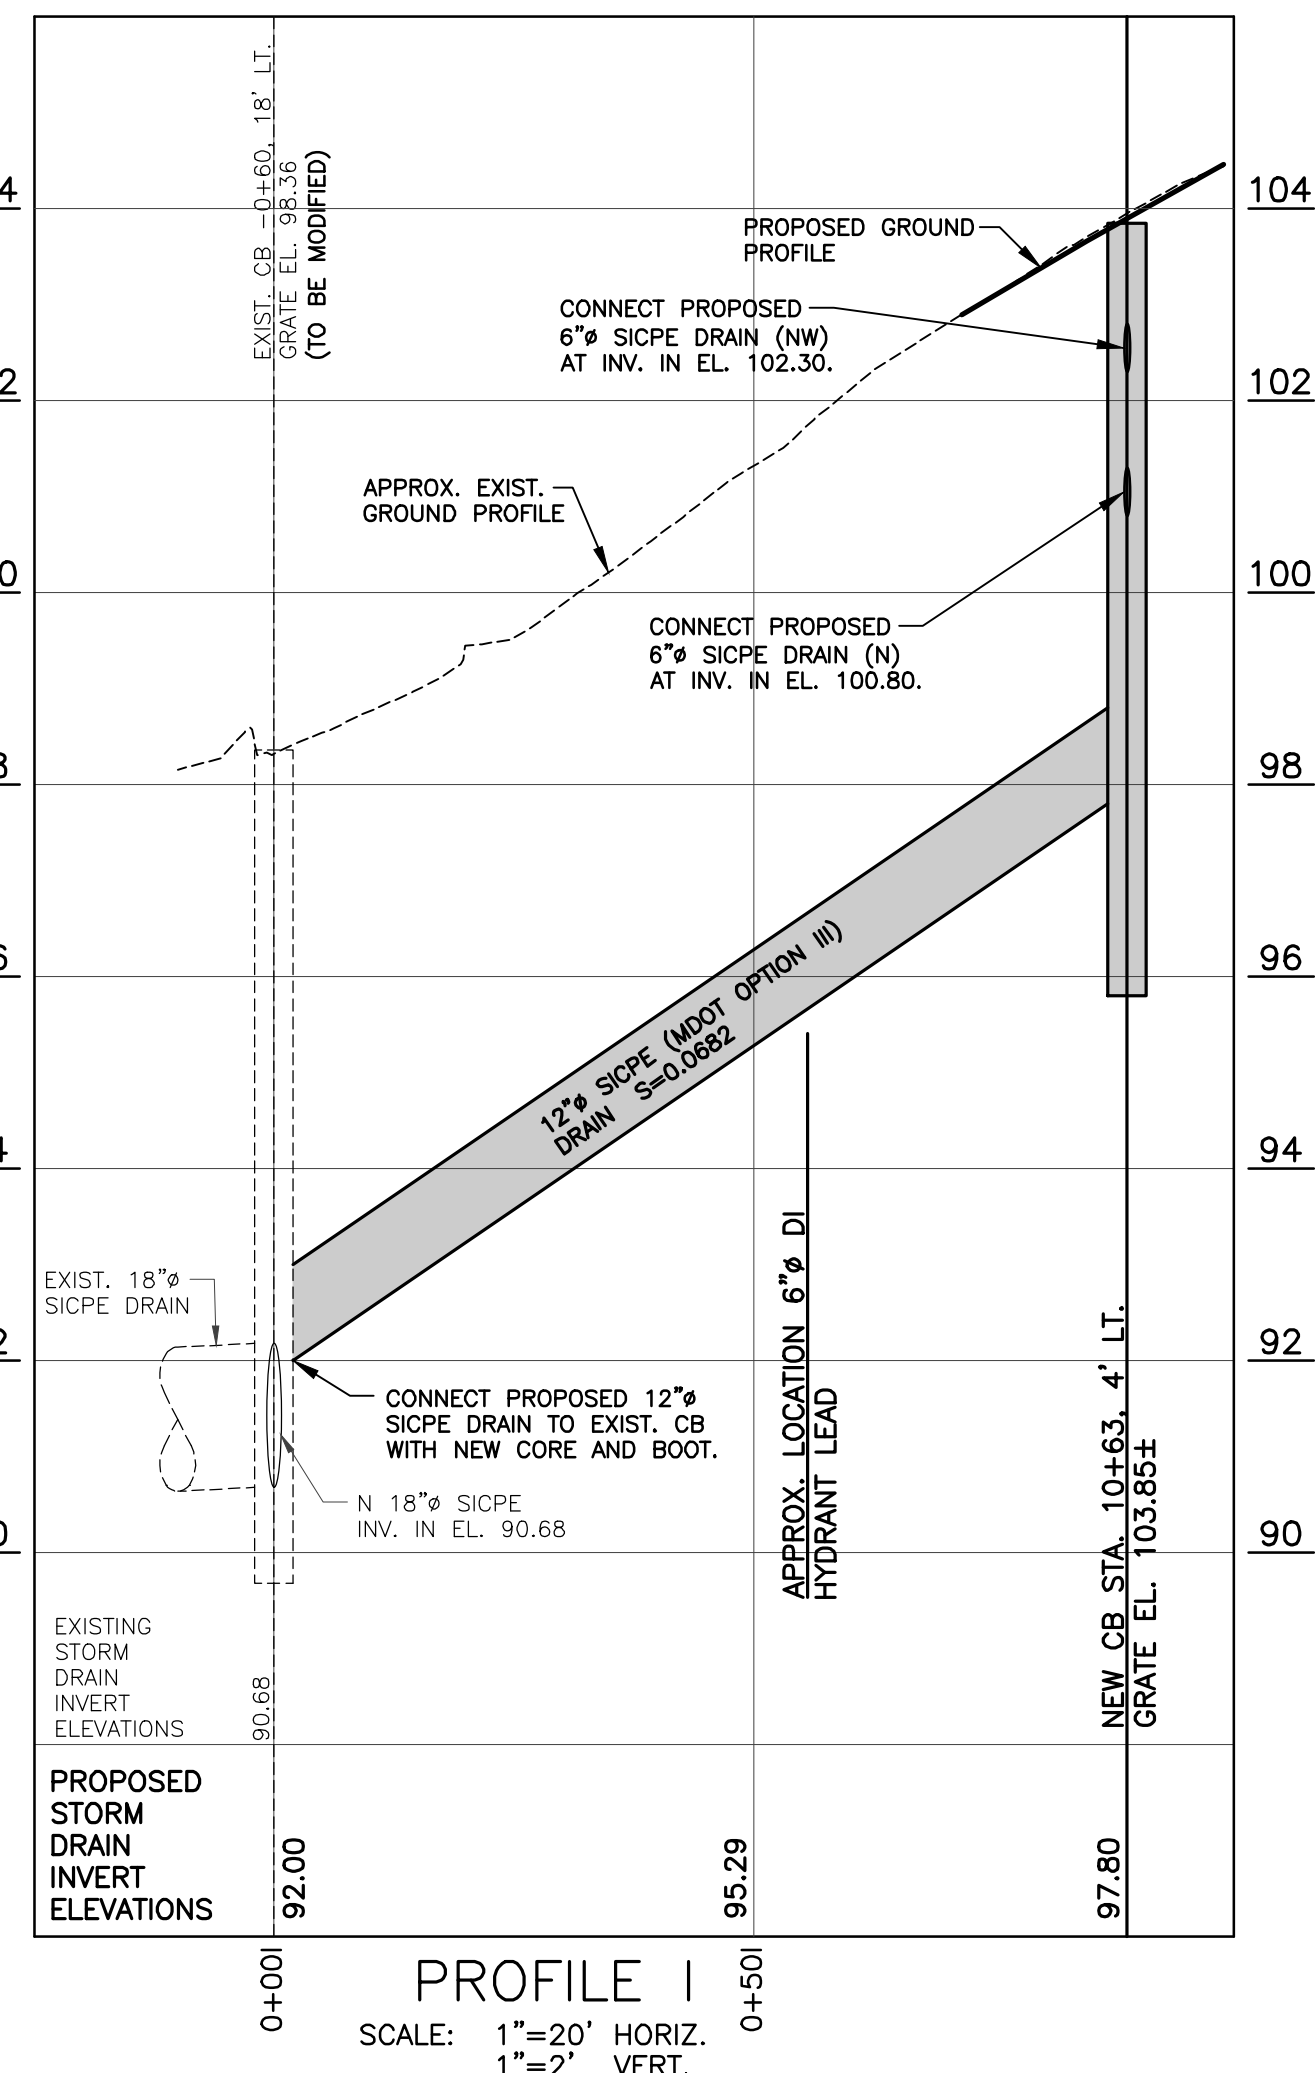 EXIST. CB -0+60, 18' LT.
GRATE EL. 98.36
(TO BE MODIFIED)
4
104
PROPOSED GROUND
PROFILE
CONNECT PROPOSED
6"ø SICPE DRAIN (NW)
AT INV. IN EL. 102.30.
2
102
APPROX. EXIST.
GROUND PROFILE
0
100
CONNECT PROPOSED
6"ø SICPE DRAIN (N)
AT INV. IN EL. 100.80.
8
98
6
96
12"ø SICPE (MDOT OPTION III)
DRAIN S=0.0682
4
94
EXIST. 18"ø
SICPE DRAIN
2
92
CONNECT PROPOSED 12"ø
SICPE DRAIN TO EXIST. CB
WITH NEW CORE AND BOOT.
N 18"ø SICPE
INV. IN EL. 90.68
APPROX. LOCATION 6"ø DI
HYDRANT LEAD
NEW CB STA. 10+63, 4' LT.
GRATE EL. 103.85±
0
90
EXISTING
STORM
DRAIN
INVERT
ELEVATIONS
90.68
PROPOSED
STORM
DRAIN
INVERT
ELEVATIONS
92.00
95.29
97.80
0+00
0+50
PROFILE 1
SCALE: 1"=20' HORIZ.
1"=2' VERT.